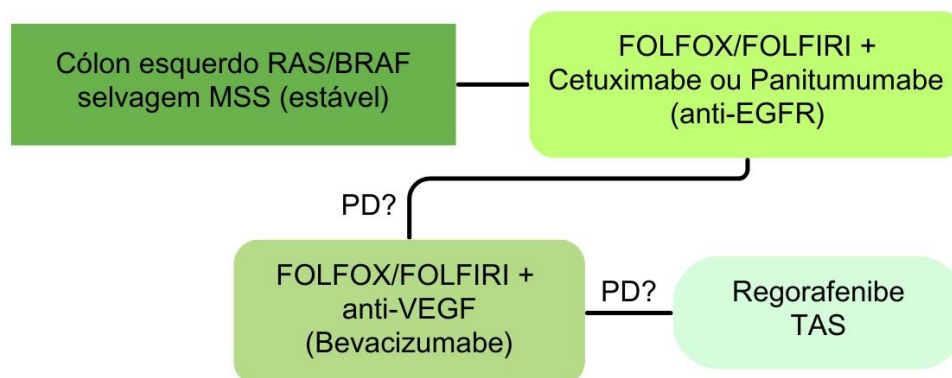 Cólon esquerdo RAS/BRAF
selvagem MSS (estável)
FOLFOX/FOLFIRI +
Cetuximabe ou Panitumumabe
(anti-EGFR)
PD?
FOLFOX/FOLFIRI +
anti-VEGF
(Bevacizumabe)
PD?
Regorafenibe
TAS